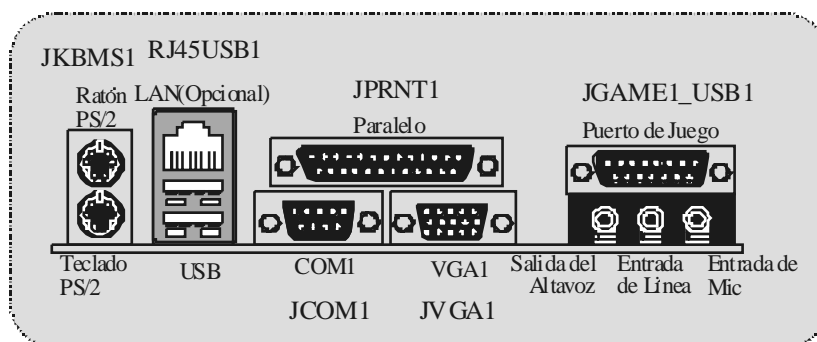 JKBMS1
RJ45USB1
Ratón
PS/2
LAN(Opcional)
JPRNT1
Paralelo
JGAME1_USB1
Puerto de Juego
Teclado
PS/2
USB
COM1
VGA1
Salida del
Altavoz
Entrada
de Linea
Entrada de
Mic
JCOM1
JVGA1